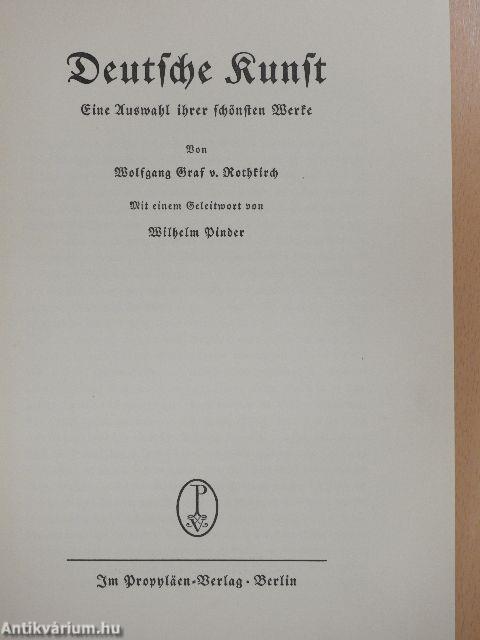 Deutſche Kunſt
Eine Auswahl ihrer ſchönſten Werke
Von
Wolfgang Graf v. Rothkirch
Mit einem Geleitwort von
Wilhelm Pinder
PV
Im Propyläen-Verlag · Berlin
Antikvárium.hu